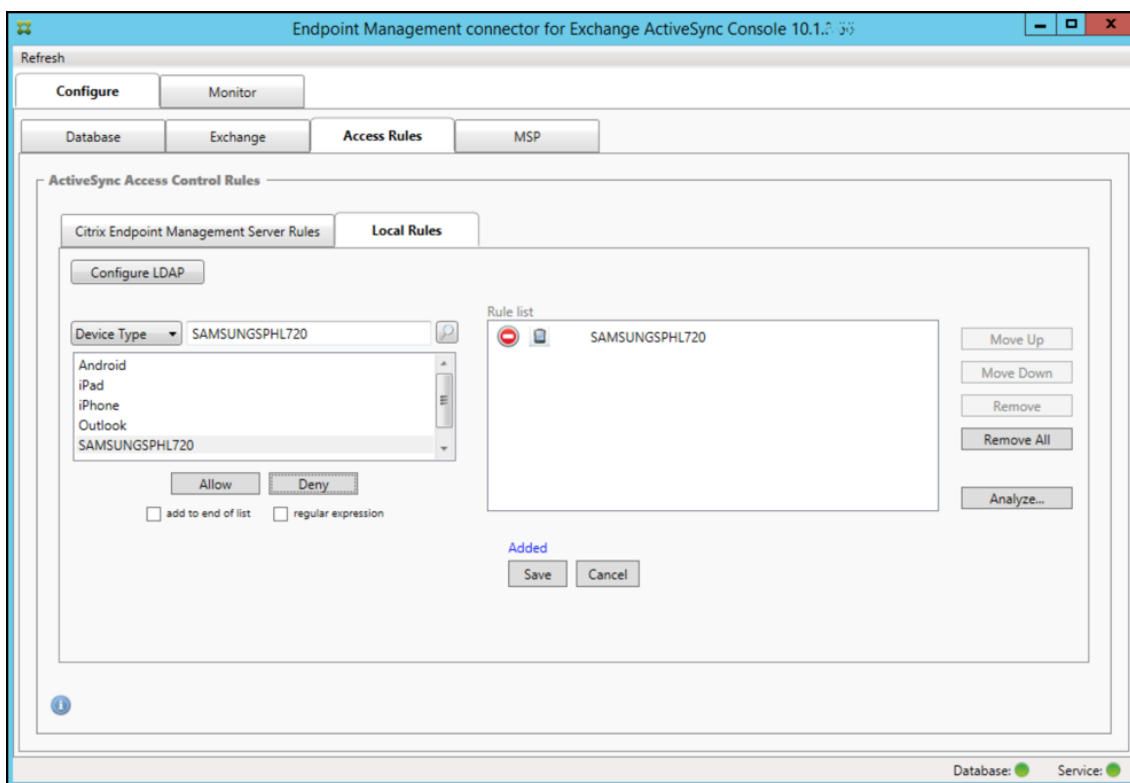 Endpoint Management connector for Exchange ActiveSync Console
Refresh
Configure Monitor
Database Exchange Access Rules MSP
ActiveSync Access Control Rules
Citrix Endpoint Management Server Rules Local Rules
Configure LDAP
Rule list
Device Type SAMSUNGSPHL720
SAMSUNGSPHL720
Move Up
Android
iPad
Move Down
iPhone
Remove
Outlook
SAMSUNGSPHL720
Remove All
Allow Deny
Analyze...
add to end of list regular expression
Added
Save Cancel
Database: Service: